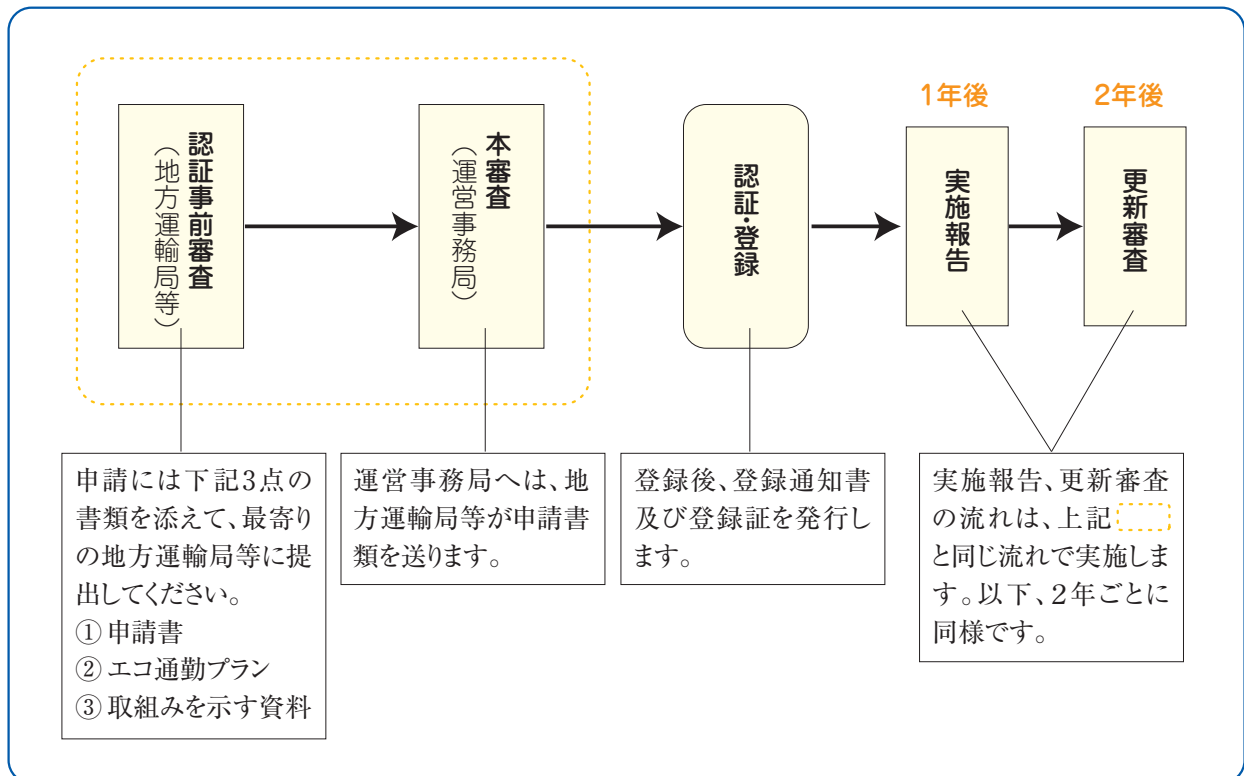 認証事前審査
（地方運輸局等）
本審査
（運営事務局）
認証・登録
1年後
実施報告
2年後
更新審査
申請には下記3点の
書類を添えて、最寄り
の地方運輸局等に提
出してください。
① 申請書
② エコ通勤プラン
③ 取組みを示す資料
運営事務局へは、地
方運輸局等が申請書
類を送ります。
登録後、登録通知書
及び登録証を発行し
ます。
実施報告、更新審査
の流れは、上記
と同じ流れで実施しま
す。以下、2年ごとに
同様です。